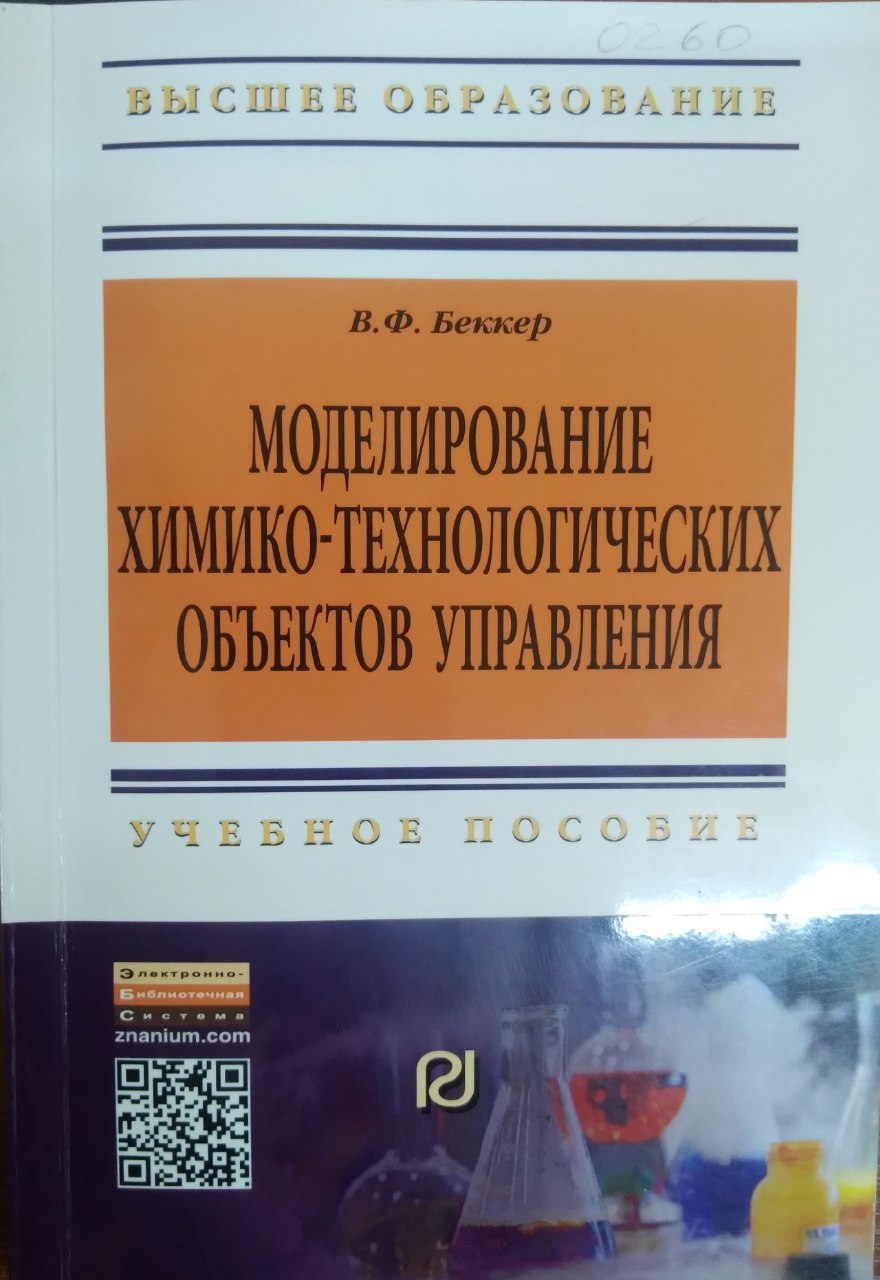 0260
ВЫСШЕЕ ОБРАЗОВАНИЕ
В.Ф. Беккер
МОДЕЛИРОВАНИЕ
ХИМИКО-ТЕХНОЛОГИЧЕСКИХ
ОБЪЕКТОВ УПРАВЛЕНИЯ
УЧЕБНОЕ ПОСОБИЕ
Электронно-
Библиотечная
Система
znanium.com